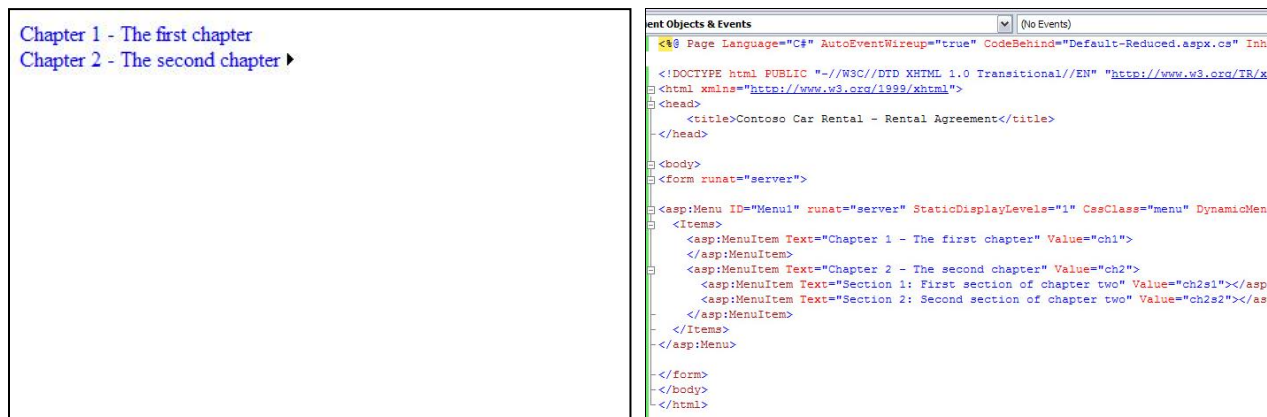 Chapter 1 - The first chapter
Chapter 2 - The second chapter
ent Objects & Events
(No Events)
<%@ Page Language="C#" AutoEventWireup="true" CodeBehind="Default-Reduced.aspx.cs" Inh
<!DOCTYPE html PUBLIC "-//W3C//DTD XHTML 1.0 Transitional//EN" "http://www.w3.org/TR/x
<html xmlns="http://www.w3.org/1999/xhtml">
<head>
<title>Contoso Car Rental - Rental Agreement</title>
</head>
<body>
<form runat="server">
<asp:Menu ID="Menu1" runat="server" StaticDisplayLevels="1" CssClass="menu" DynamicMen
<Items>
<asp:MenuItem Text="Chapter 1 - The first chapter" Value="ch1">
</asp:MenuItem>
<asp:MenuItem Text="Chapter 2 - The second chapter" Value="ch2">
<asp:MenuItem Text="Section 1: First section of chapter two" Value="ch2s1"></asp
<asp:MenuItem Text="Section 2: Second section of chapter two" Value="ch2s2"></as
</asp:MenuItem>
</Items>
</asp:Menu>
</form>
</body>
</html>